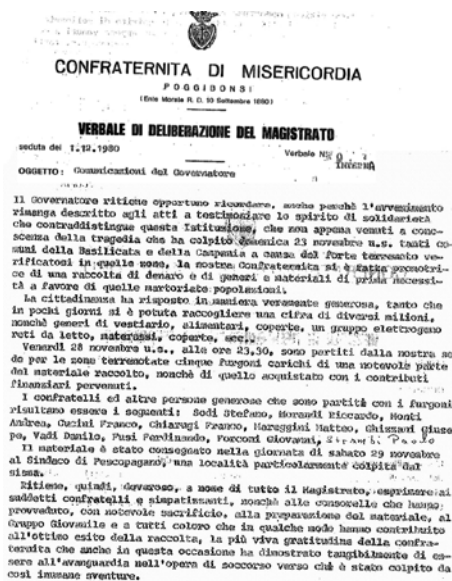 CONFRATERNITA DI MISERICORDIA
POGGIBONSI
(Ente Morale R. D. 10 Settembre 1890)
VERBALE DI DELIBERAZIONE DEL MAGISTRATO
seduta del 1.12.1980
Verbale N°
OGGETTO: Comunicazioni del Governatore
Il Governatore ritiene opportuno ricordare, anche perchè l'avvenimento
rimanga descritto agli atti a testimoniare lo spirito di solidarietà
che contraddistingue questa Istituzione, che non appena venuti a cono-
scenza della tragedia che ha colpito domenica 23 novembre u.s. tanti co-
muni della Basilicata e della Campania a causa del forte terremoto ve-
rificatosi in quelle zone, la nostra Confraternita si è fatta promotri-
ce di una raccolta di denaro e di generi e materiali di prima necessi-
tà a favore di quelle martoriate popolazioni.
La cittadinanza ha risposto in maniera veramente generosa, tanto che
in pochi giorni si è potuta raccogliere una cifra di diversi milioni,
nonchè generi di vestiario, alimentari, coperte, un gruppo elettrogeno
reti da letto, materassi, coperte, ecc.
Venerdì 28 novembre u.s., alle ore 23,30, sono partiti dalla nostra se
de per le zone terremotate cinque furgoni carichi di una notevole parte
del materiale raccolto, nonchè di quello acquistato con i contributi
finanziari pervenuti.
I confratelli ed altre persone generose che sono partite con i furgoni
risultano essere i seguenti: Sodi Stefano, Morandi Riccardo, Monti
Andrea, Cucini Franco, Chiarugi Franco, Mareggini Matteo, Ghizzani Giusep
pe, Vadi Danilo, Fusi Ferdinando, Forconi Giovanni, Strambi Paolo
Il materiale è stato consegnato nella giornata di sabato 29 novembre
al Sindaco di Pescopagano, una località particolarmente colpita dal
sisma.
Ritiene, quindi, doveroso, a nome di tutto il Magistrato, esprimere ai
suddetti confratelli e simpatizzanti, nonchè alle consorelle che hanno
provveduto, con notevole sacrificio, alla preparazione del materiale, al
Gruppo Giovanile e a tutti coloro che in qualche modo hanno contribuito
all'ottimo esito della raccolta, la più viva gratitudine della confra-
ternita che anche in questa occasione ha dimostrato tangibilmente di es-
sere all'avanguardia nell'opera di soccorso verso chi è stato colpito da
così immane sventure.